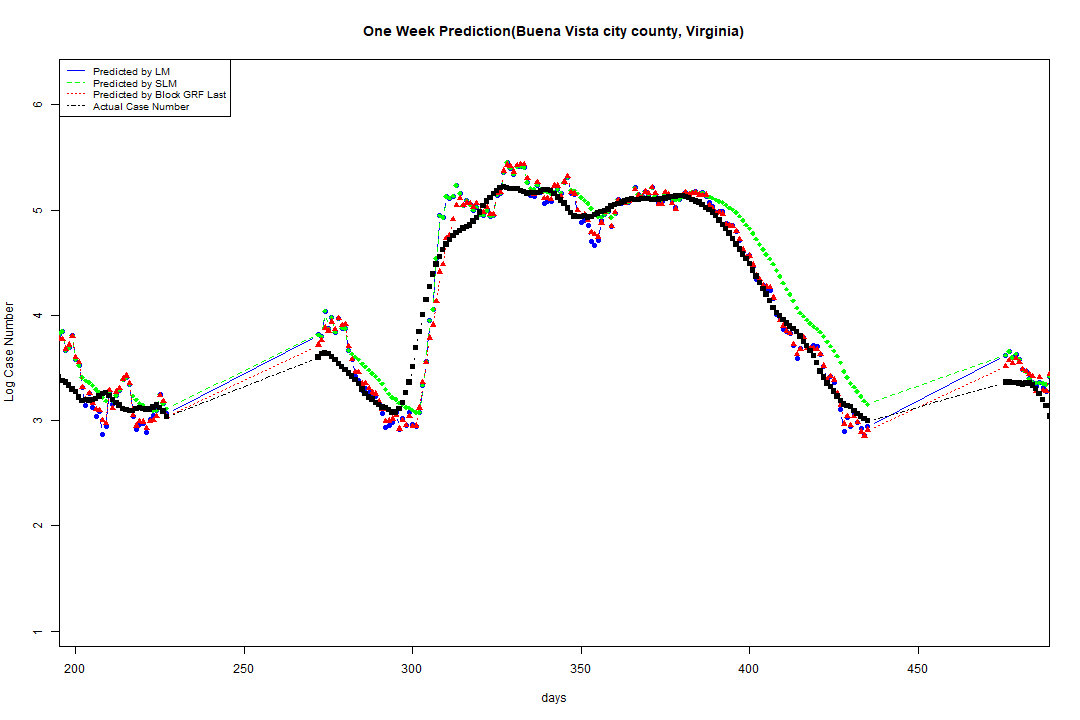 One Week Prediction(Buena Vista city county, Virginia)
Predicted by LM
Predicted by SLM
Predicted by Block GRF Last
Actual Case Number
6
5
4
3
2
1
Log Case Number
200 250 300 350 400 450
days